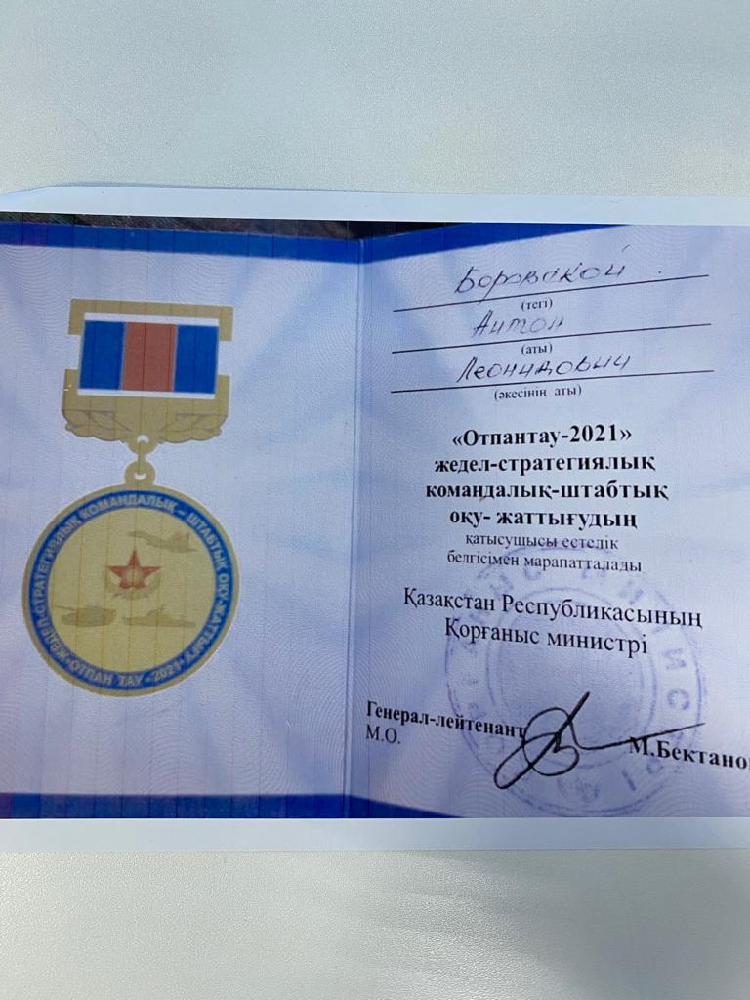 ЖЕДЕЛ-СТРАТЕГИЯЛЫҚ КОМАНДАЛЫҚ - ШТАБТЫҚ ОҚУ-ЖАТТЫҒУ
ОТПАН ТАУ - 2021
Боровской
(тегі)
Антон
(аты)
Леонидович
(әкесінің аты)
«Отпантау-2021»
жедел-стратегиялық
командалық-штабтық
оқу- жаттығудың
қатысушысы естелік
белгісімен марапатталады
Қазақстан Республикасының
Қорғаныс министрі
Генерал-лейтенант
М.О.
М.Бектано